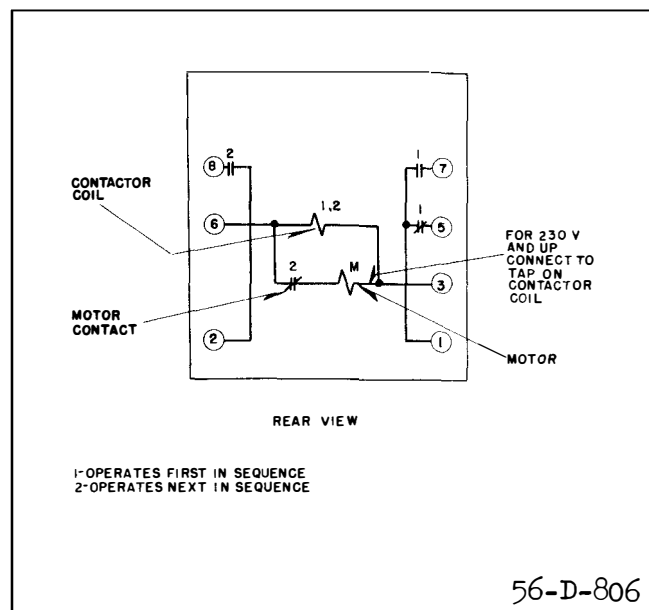 2
8
CONTACTOR
COIL
6
1,2
2
M
MOTOR
CONTACT
2
1
7
1
5
FOR 230 V
AND UP
CONNECT TO
TAP ON
CONTACTOR
COIL
3
1
MOTOR
REAR VIEW
1-OPERATES FIRST IN SEQUENCE
2-OPERATES NEXT IN SEQUENCE
56-D-806